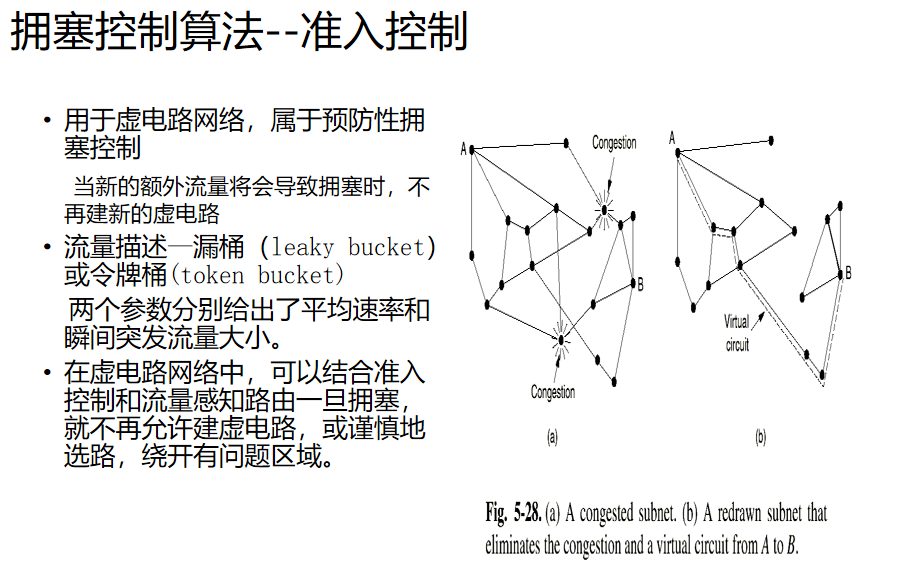 拥塞控制算法--准入控制
• 用于虚电路网络，属于预防性拥
塞控制
当新的额外流量将会导致拥塞时，不
再建新的虚电路
• 流量描述—漏桶（leaky bucket）
或令牌桶(token bucket)
两个参数分别给出了平均速率和
瞬间突发流量大小。
• 在虚电路网络中，可以结合准入
控制和流量感知路由一旦拥塞，
就不再允许建虚电路，或谨慎地
选路，绕开有问题区域。
A
Congestion
B
Congestion
(a)
A
B
Virtual
circuit
(b)
Fig. 5-28. (a) A congested subnet. (b) A redrawn subnet that
eliminates the congestion and a virtual circuit from A to B.